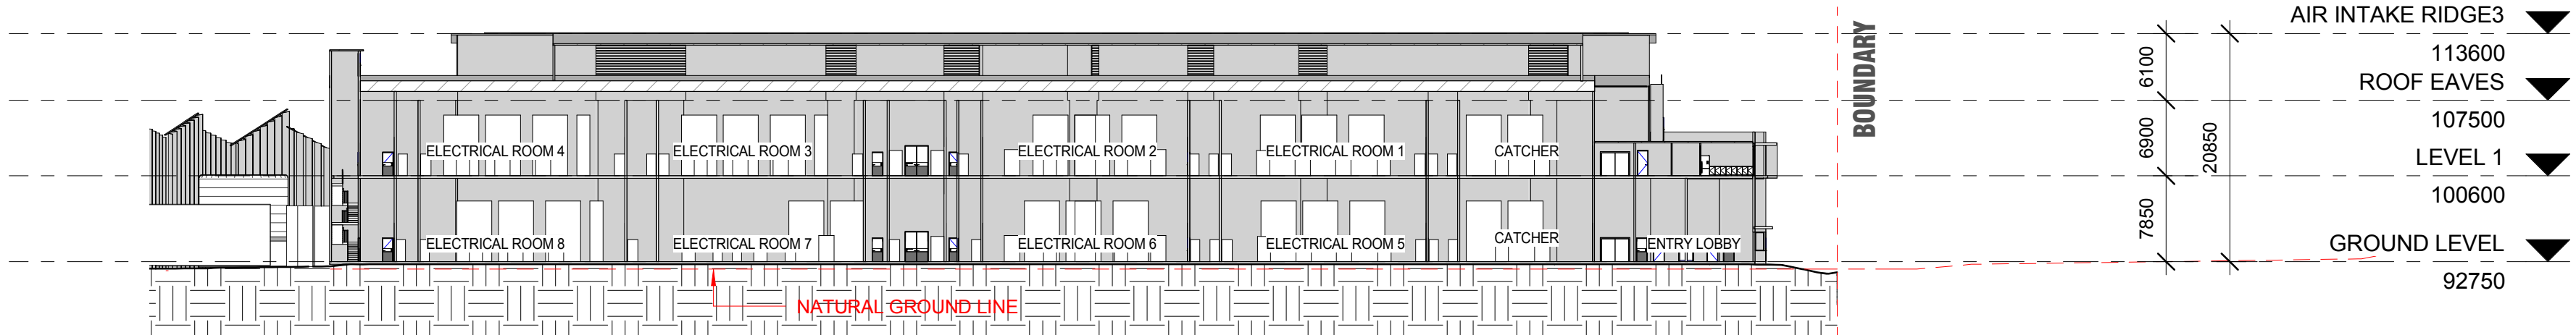 AIR INTAKE RIDGE3
113600
BOUNDARY
6100
ROOF EAVES
107500
6900
20850
ELECTRICAL ROOM 4
ELECTRICAL ROOM 3
ELECTRICAL ROOM 2
ELECTRICAL ROOM 1
CATCHER
LEVEL 1
100600
7850
ELECTRICAL ROOM 8
ELECTRICAL ROOM 7
ELECTRICAL ROOM 6
ELECTRICAL ROOM 5
CATCHER
ENTRY LOBBY
GROUND LEVEL
92750
NATURAL GROUND LINE